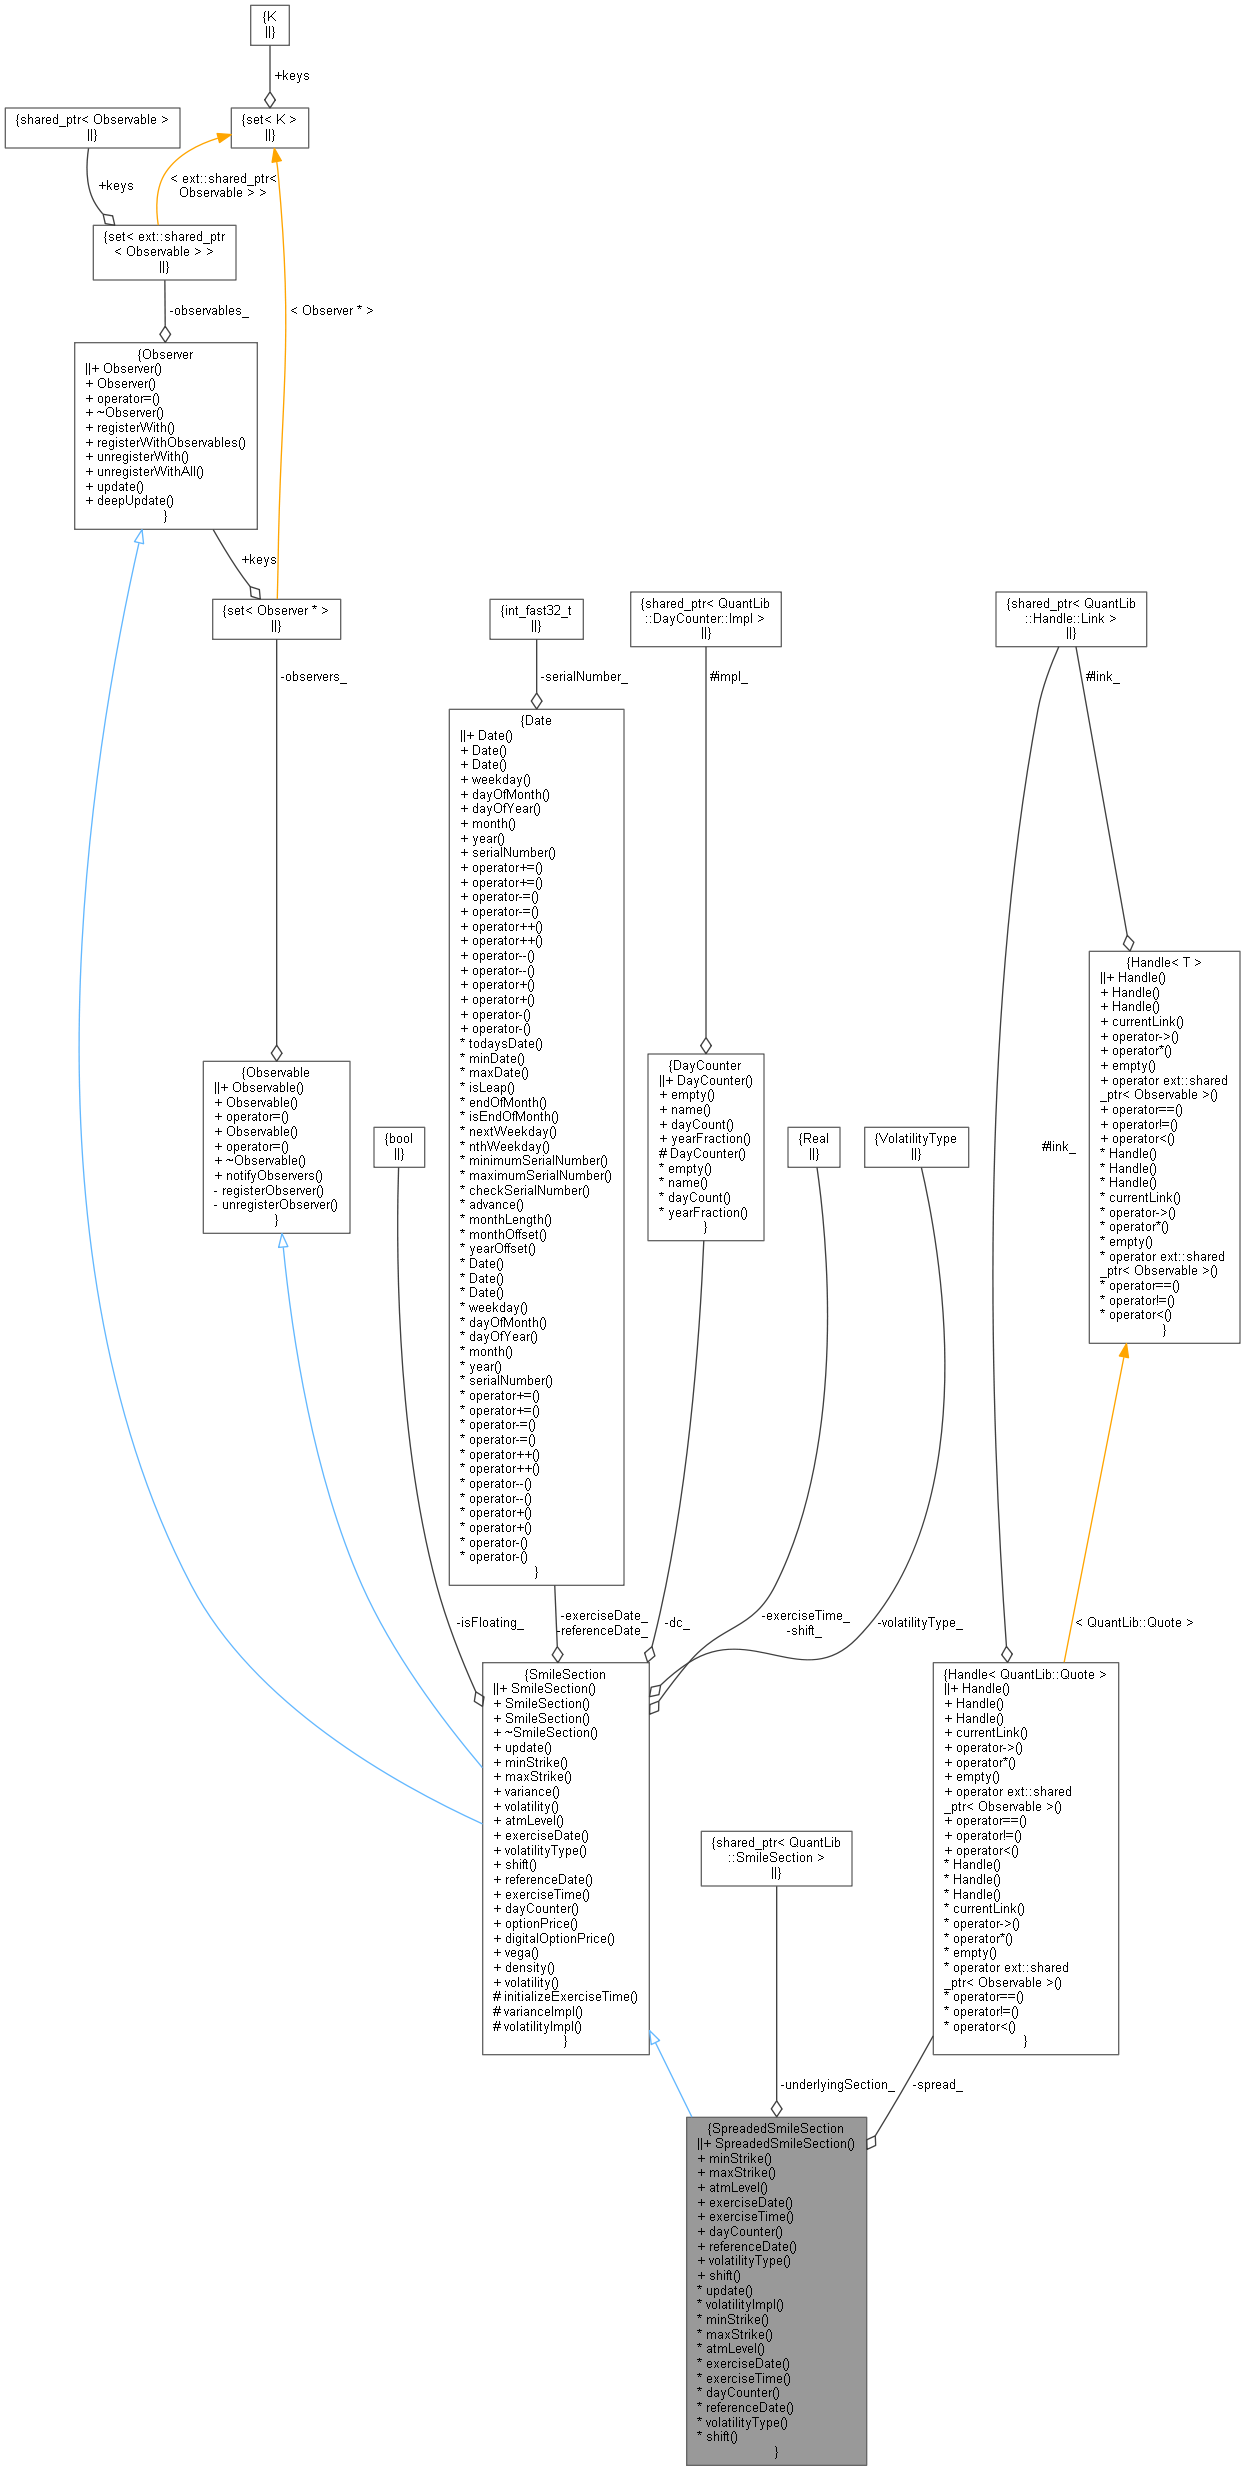 {K
||}
+keys
{shared_ptr< Observable >
||}
{set< K >
||}
+keys
< ext::shared_ptr<
Observable > >
{set< ext::shared_ptr
< Observable > >
||}
-observables_
< Observer * >
{Observer
||+ Observer()
+ Observer()
+ operator=()
+ ~Observer()
+ registerWith()
+ registerWithObservables()
+ unregisterWith()
+ unregisterWithAll()
+ update()
+ deepUpdate()
}
+keys
{set< Observer * >
||}
-observers_
{Observable
||+ Observable()
+ Observable()
+ operator=()
+ Observable()
+ operator=()
+ ~Observable()
+ notifyObservers()
- registerObserver()
- unregisterObserver()
}
{bool
||}
-isFloating_
{int_fast32_t
||}
-serialNumber_
{Date
||+ Date()
+ Date()
+ Date()
+ weekday()
+ dayOfMonth()
+ dayOfYear()
+ month()
+ year()
+ serialNumber()
+ operator+=()
+ operator+=()
+ operator-=()
+ operator-=()
+ operator++()
+ operator++()
+ operator--()
+ operator--()
+ operator+()
+ operator+()
+ operator-()
+ operator-()
* todaysDate()
* minDate()
* maxDate()
* isLeap()
* endOfMonth()
* isEndOfMonth()
* nextWeekday()
* nthWeekday()
* minimumSerialNumber()
* maximumSerialNumber()
* checkSerialNumber()
* advance()
* monthLength()
* monthOffset()
* yearOffset()
* Date()
* Date()
* Date()
* weekday()
* dayOfMonth()
* dayOfYear()
* month()
* year()
* serialNumber()
* operator+=()
* operator+=()
* operator-=()
* operator-=()
* operator++()
* operator++()
* operator--()
* operator--()
* operator+()
* operator+()
* operator-()
* operator-()
}
-exerciseDate_
-referenceDate_
{shared_ptr< QuantLib
::DayCounter::Impl >
||}
#impl_
{DayCounter
||+ DayCounter()
+ empty()
+ name()
+ dayCount()
+ yearFraction()
# DayCounter()
* empty()
* name()
* dayCount()
* yearFraction()
}
-dc_
{Real
||}
-exerciseTime_
-shift_
{VolatilityType
||}
-volatilityType_
{shared_ptr< QuantLib
::Handle::Link >
||}
#link_
#link_
{Handle< T >
||+ Handle()
+ Handle()
+ Handle()
+ currentLink()
+ operator->()
+ operator*()
+ empty()
+ operator ext::shared
_ptr< Observable >()
+ operator==()
+ operator!=()
+ operator<()
* Handle()
* Handle()
* Handle()
* currentLink()
* operator->()
* operator*()
* empty()
* operator ext::shared
_ptr< Observable >()
* operator==()
* operator!=()
* operator<()
}
< QuantLib::Quote >
{SmileSection
||+ SmileSection()
+ SmileSection()
+ SmileSection()
+ ~SmileSection()
+ update()
+ minStrike()
+ maxStrike()
+ variance()
+ volatility()
+ atmLevel()
+ exerciseDate()
+ volatilityType()
+ shift()
+ referenceDate()
+ exerciseTime()
+ dayCounter()
+ optionPrice()
+ digitalOptionPrice()
+ vega()
+ density()
+ volatility()
# initializeExerciseTime()
# varianceImpl()
# volatilityImpl()
}
{shared_ptr< QuantLib
::SmileSection >
||}
-underlyingSection_
{Handle< QuantLib::Quote >
||+ Handle()
+ Handle()
+ Handle()
+ currentLink()
+ operator->()
+ operator*()
+ empty()
+ operator ext::shared
_ptr< Observable >()
+ operator==()
+ operator!=()
+ operator<()
* Handle()
* Handle()
* Handle()
* currentLink()
* operator->()
* operator*()
* empty()
* operator ext::shared
_ptr< Observable >()
* operator==()
* operator!=()
* operator<()
}
-spread_
{SpreadedSmileSection
||+ SpreadedSmileSection()
+ minStrike()
+ maxStrike()
+ atmLevel()
+ exerciseDate()
+ exerciseTime()
+ dayCounter()
+ referenceDate()
+ volatilityType()
+ shift()
* update()
* volatilityImpl()
* minStrike()
* maxStrike()
* atmLevel()
* exerciseDate()
* exerciseTime()
* dayCounter()
* referenceDate()
* volatilityType()
* shift()
}